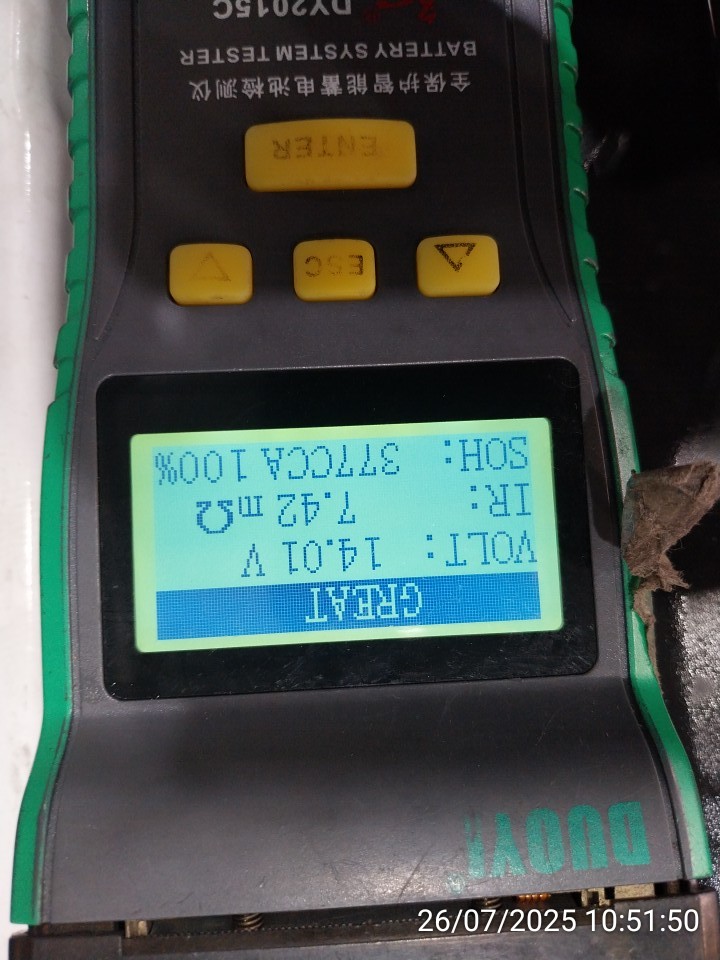 DUOYI
GREAT
VOLT: 14.01 V
IR: 7.42 mΩ
SOH: 377CCA 100%
ESC
ENTER
全保护智能蓄电池检测仪
BATTERY SYSTEM TESTER
DY2015C
26/07/2025 10:51:50